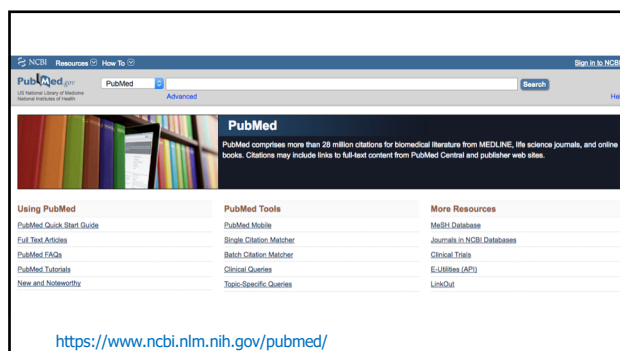 NCBI Resources How To Sign in to NCBI
PubMed.gov
US National Library of Medicine
National Institutes of Health
PubMed
Search
Advanced
PubMed
PubMed comprises more than 28 million citations for biomedical literature from MEDLINE, life science journals, and online
books. Citations may include links to full-text content from PubMed Central and publisher web sites.
Using PubMed
PubMed Quick Start Guide
Full Text Articles
PubMed FAQs
PubMed Tutorials
New and Noteworthy
PubMed Tools
PubMed Mobile
Single Citation Matcher
Batch Citation Matcher
Clinical Queries
Topic-Specific Queries
More Resources
MeSH Database
Journals in NCBI Databases
Clinical Trials
E-Utilities (API)
LinkOut
https://www.ncbi.nlm.nih.gov/pubmed/